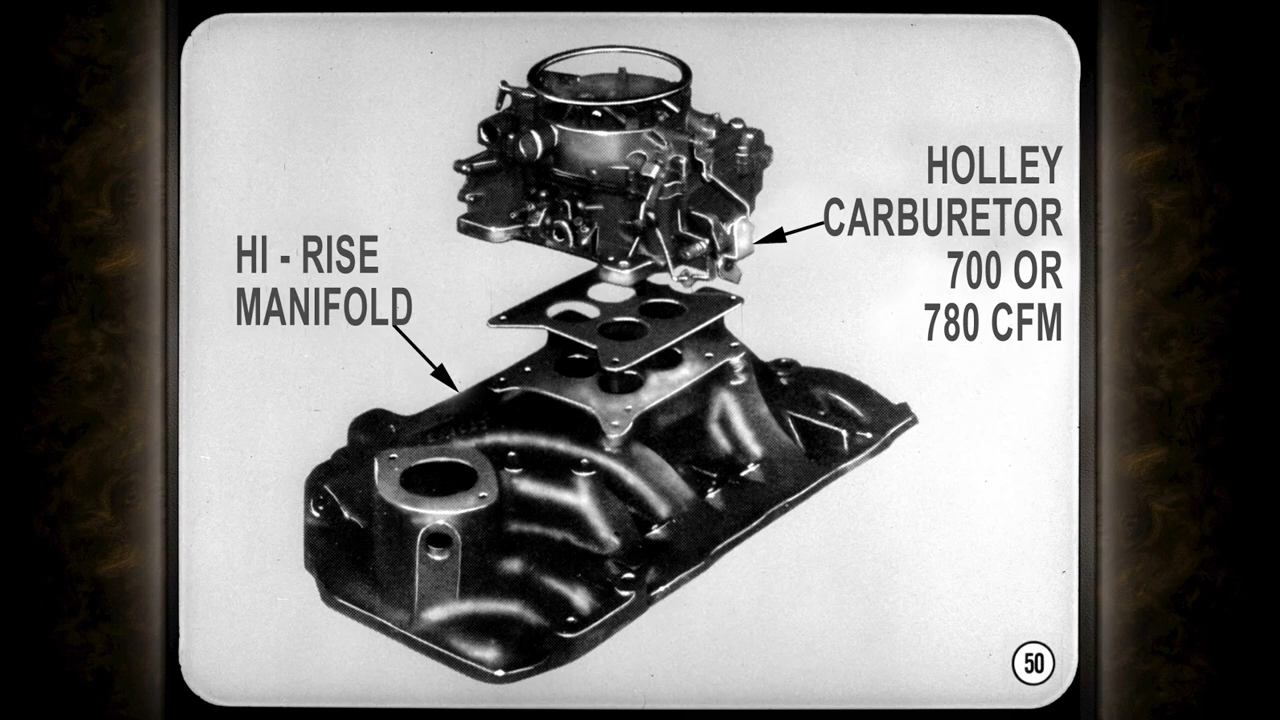 HI - RISE
MANIFOLD
HOLLEY
CARBURETOR
700 OR
780 CFM
50